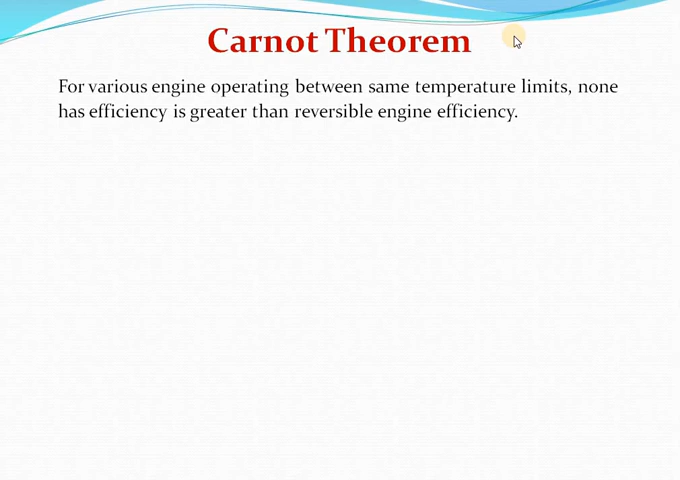 Carnot Theorem
For various engine operating between same temperature limits, none
has efficiency is greater than reversible engine efficiency.